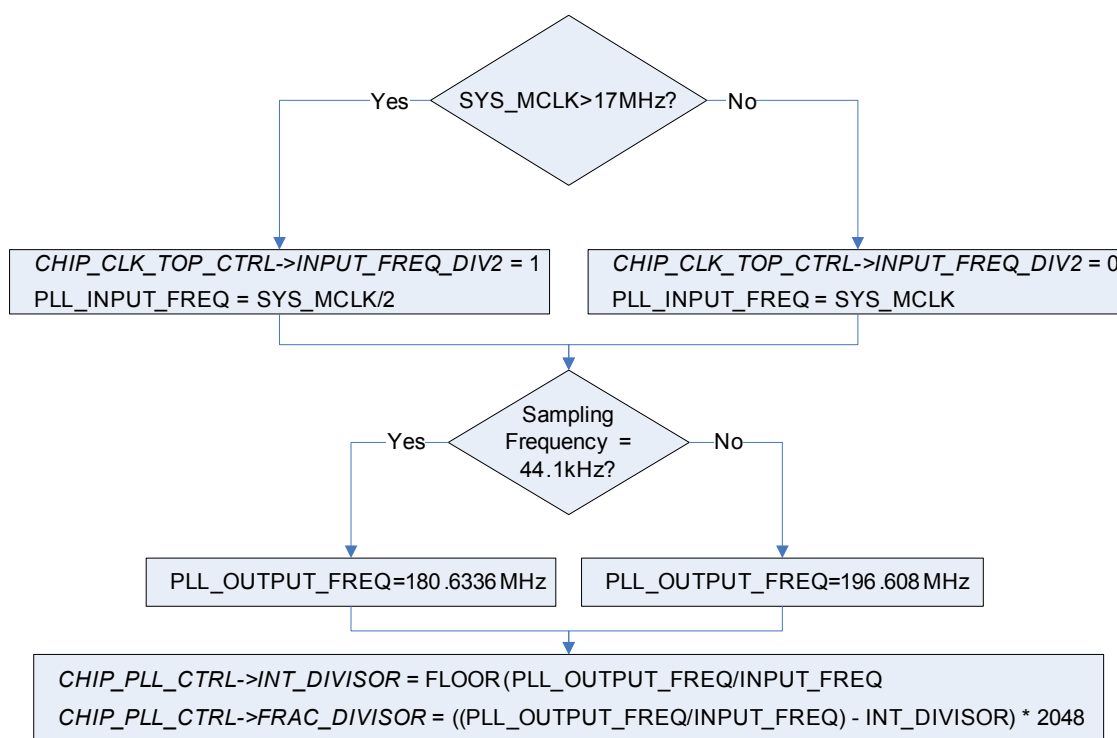 SYS_MCLK>17MHz?
Yes
No
CHIP_CLK_TOP_CTRL->INPUT_FREQ_DIV2 = 1
PLL_INPUT_FREQ = SYS_MCLK/2
CHIP_CLK_TOP_CTRL->INPUT_FREQ_DIV2 = 0
PLL_INPUT_FREQ = SYS_MCLK
Sampling
Frequency =
44.1kHz?
Yes
No
PLL_OUTPUT_FREQ=180.6336 MHz
PLL_OUTPUT_FREQ=196.608 MHz
CHIP_PLL_CTRL->INT_DIVISOR = FLOOR(PLL_OUTPUT_FREQ/INPUT_FREQ
CHIP_PLL_CTRL->FRAC_DIVISOR = ((PLL_OUTPUT_FREQ/INPUT_FREQ) - INT_DIVISOR) * 2048